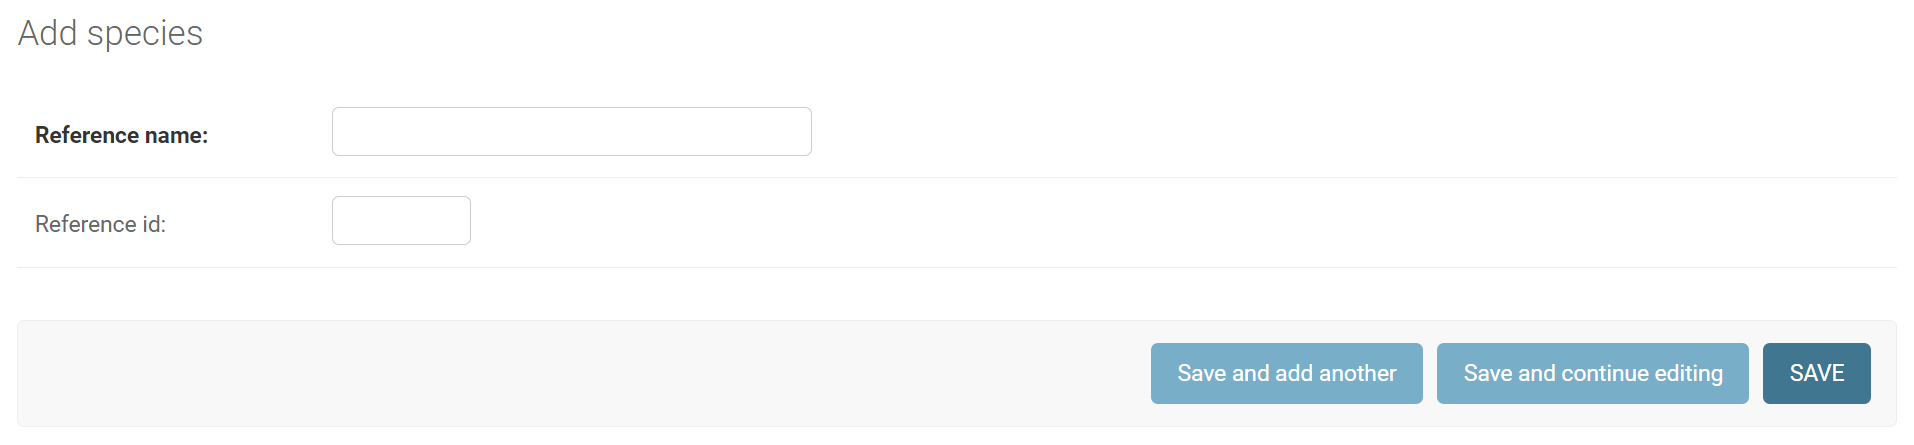 Add species
Reference name:
Reference id:
Save and add another Save and continue editing SAVE